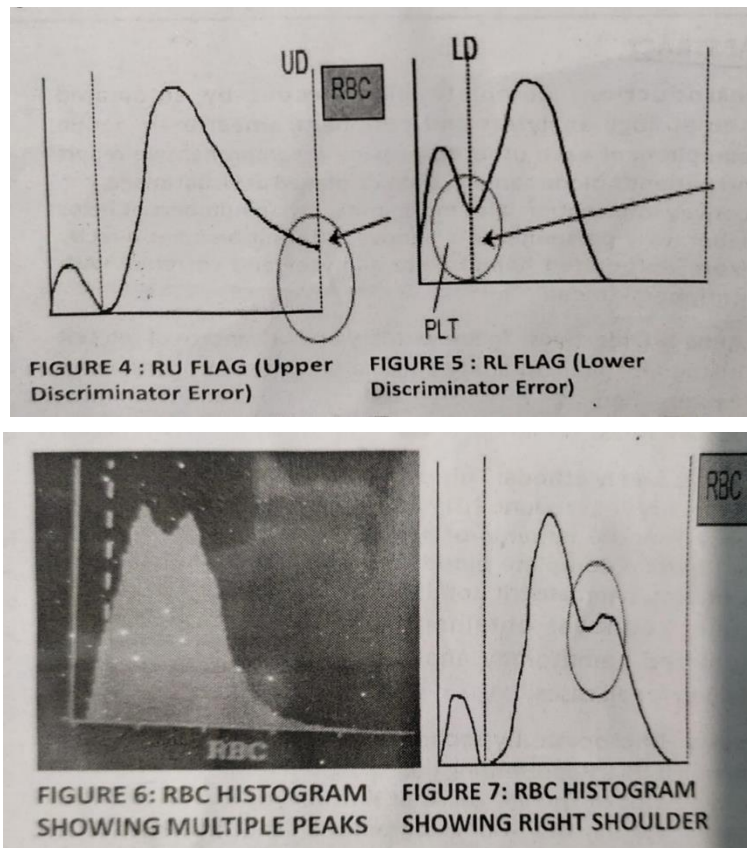 UD
RBC
LD
PLT
FIGURE 4 : RU FLAG (Upper
Discriminator Error)
FIGURE 5 : RL FLAG (Lower
Discriminator Error)
RBC
RBC
FIGURE 6: RBC HISTOGRAM
SHOWING MULTIPLE PEAKS
FIGURE 7: RBC HISTOGRAM
SHOWING RIGHT SHOULDER